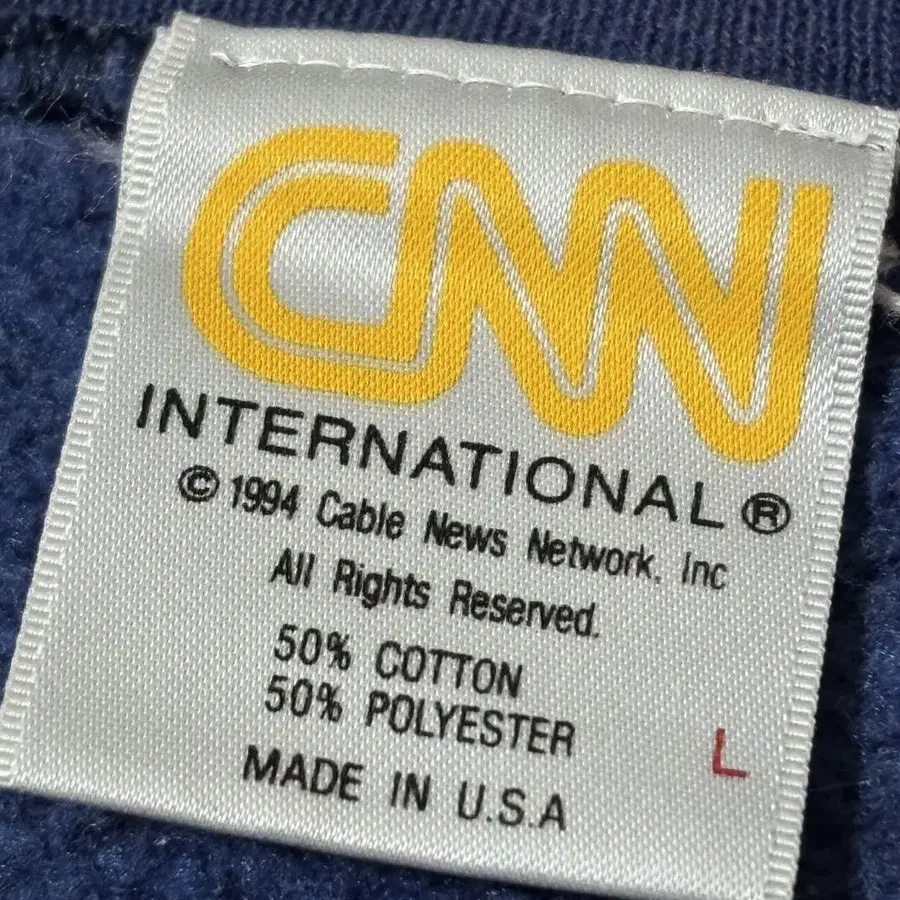 CNN
INTERNATIONAL®
© 1994 Cable News Network, Inc
All Rights Reserved.
50% COTTON
50% POLYESTER
L
MADE IN U.S.A